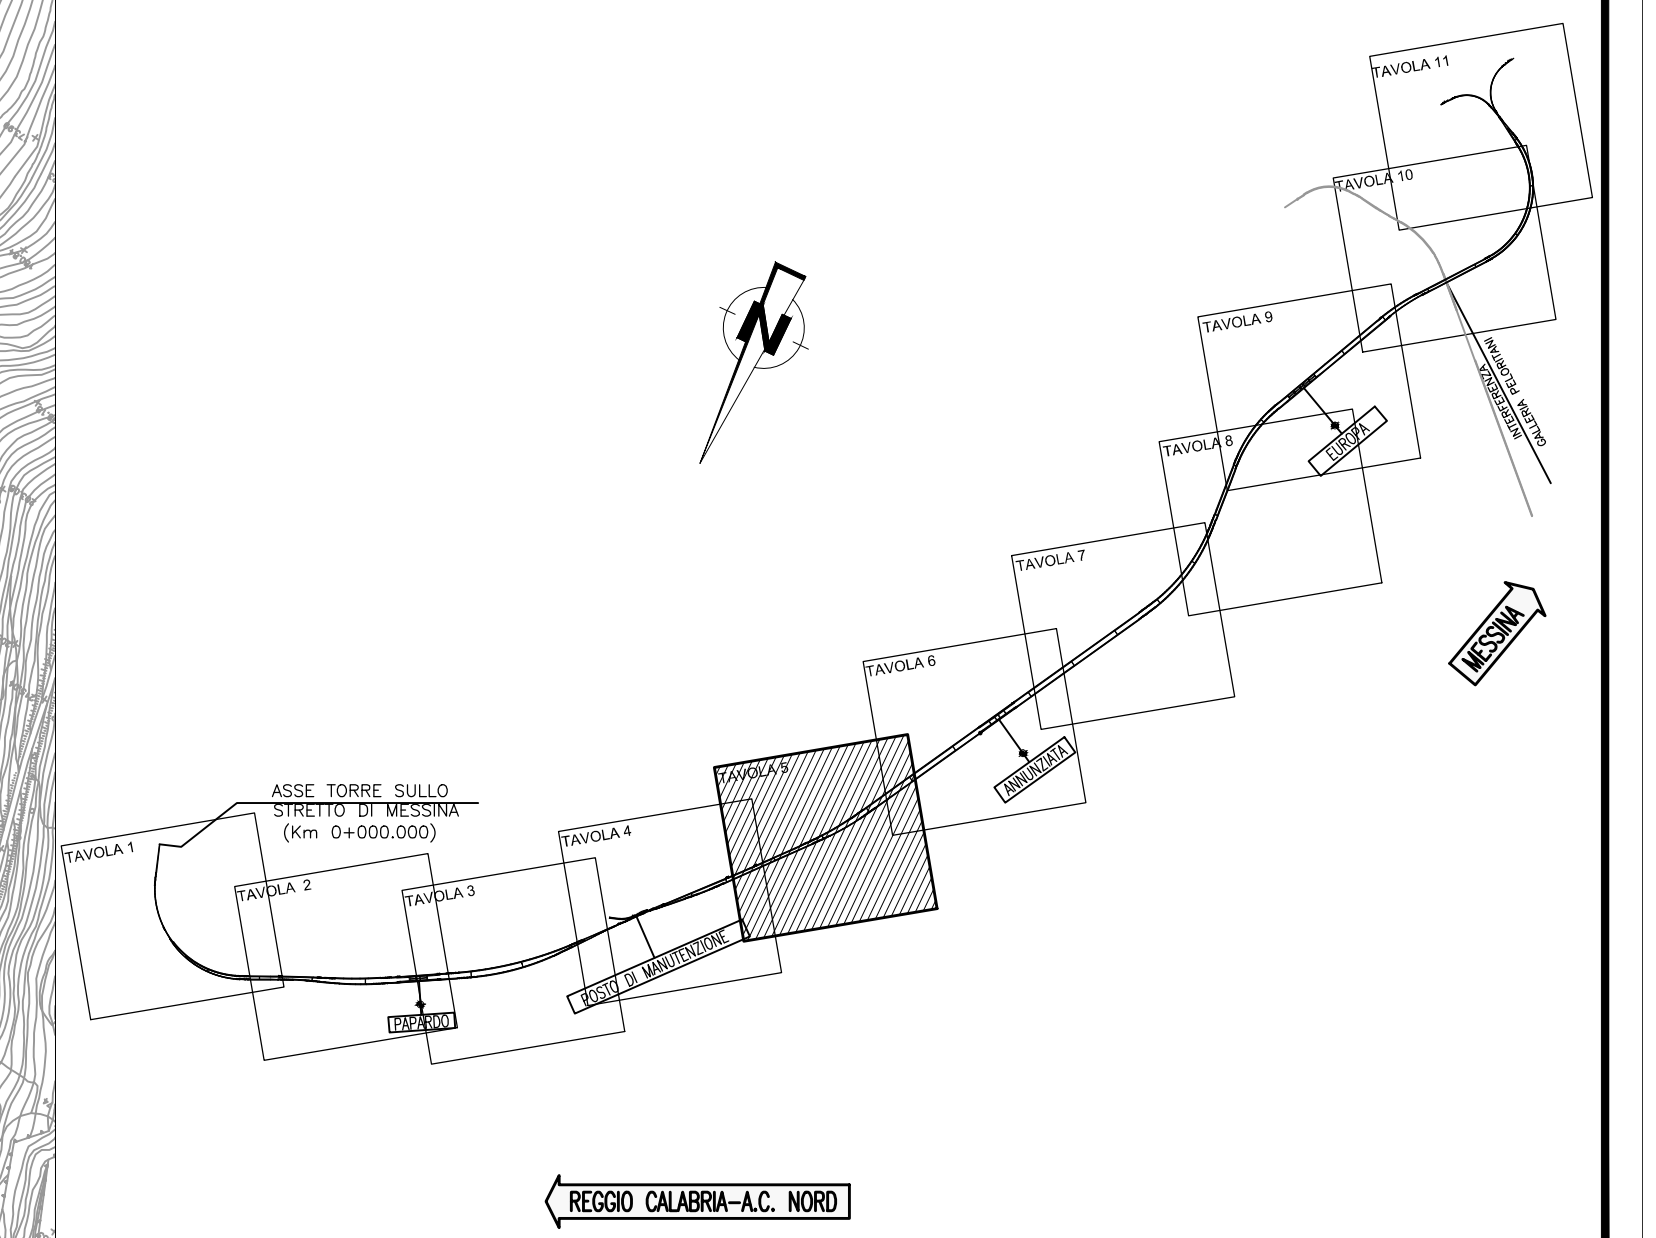 TAVOLA 11
TAVOLA 10
TAVOLA 9
INTERFERENZA
GALLERIA PELORITANI
EUROPA
TAVOLA 8
TAVOLA 7
MESSINA
TAVOLA 6
ANNUNZIATA
TAVOLA 5
ASSE TORRE SULLO
STRETTO DI MESSINA
(Km 0+000.000)
TAVOLA 4
TAVOLA 1
TAVOLA 2
TAVOLA 3
POSTO DI MANUTENZIONE
PAPARDO
N
REGGIO CALABRIA-A.C. NORD